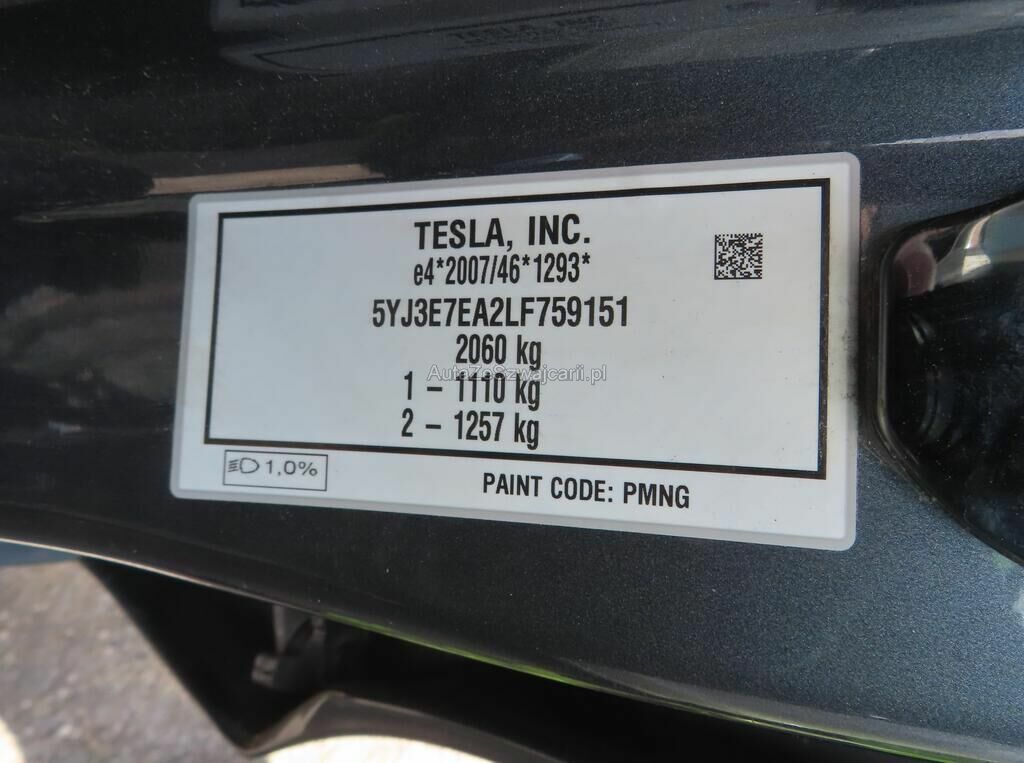 TESLA, INC.
e4*2007/46*1293*
5YJ3E7EA2LF759151
2060 kg
AutaZeSzwajcarii.pl
1 – 1110 kg
2 – 1257 kg
1,0%
PAINT CODE: PMNG